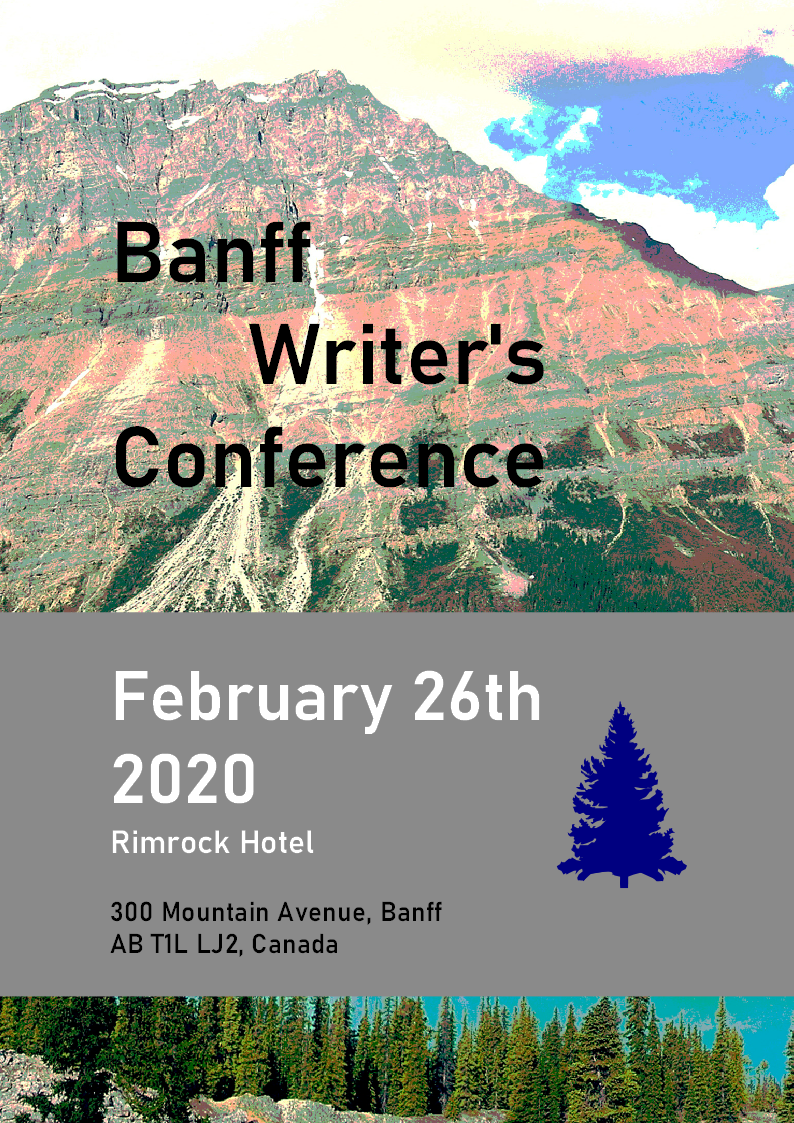 Banff
Writer's
Conference
February 26th
2020
Rimrock Hotel
300 Mountain Avenue, Banff
AB T1L LJ2, Canada